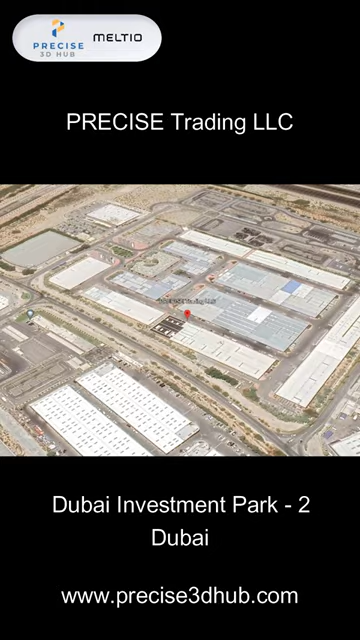 PRECISE
3D HUB
MELTIO
PRECISE Trading LLC
Dubai Investment Park - 2
Dubai
www.precise3dhub.com